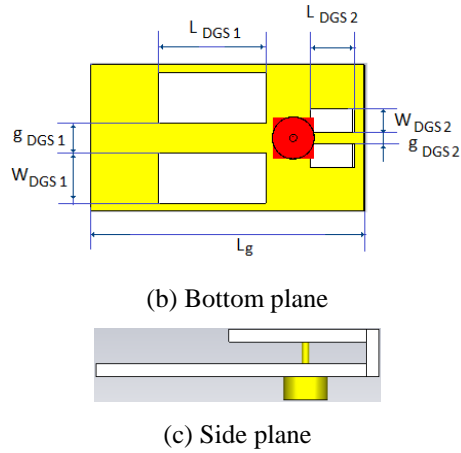 L DGS 1
L DGS 2
g DGS 1
W DGS 1
W DGS 2
g DGS 2
Lg
(b) Bottom plane
(c) Side plane